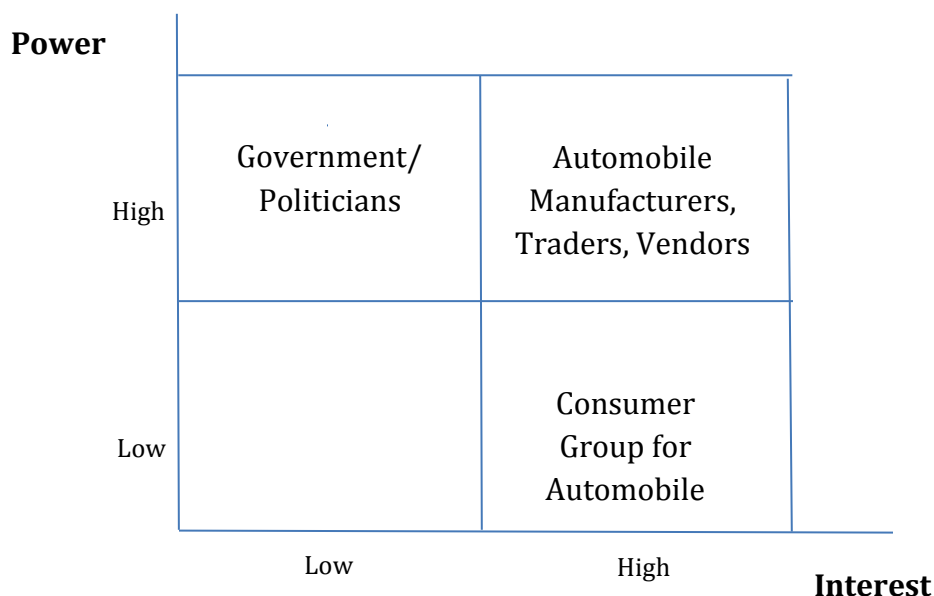 Power
Government/
Politicians
Automobile
Manufacturers,
Traders, Vendors
High
Consumer
Group for
Automobile
Low
Low
High
Interest